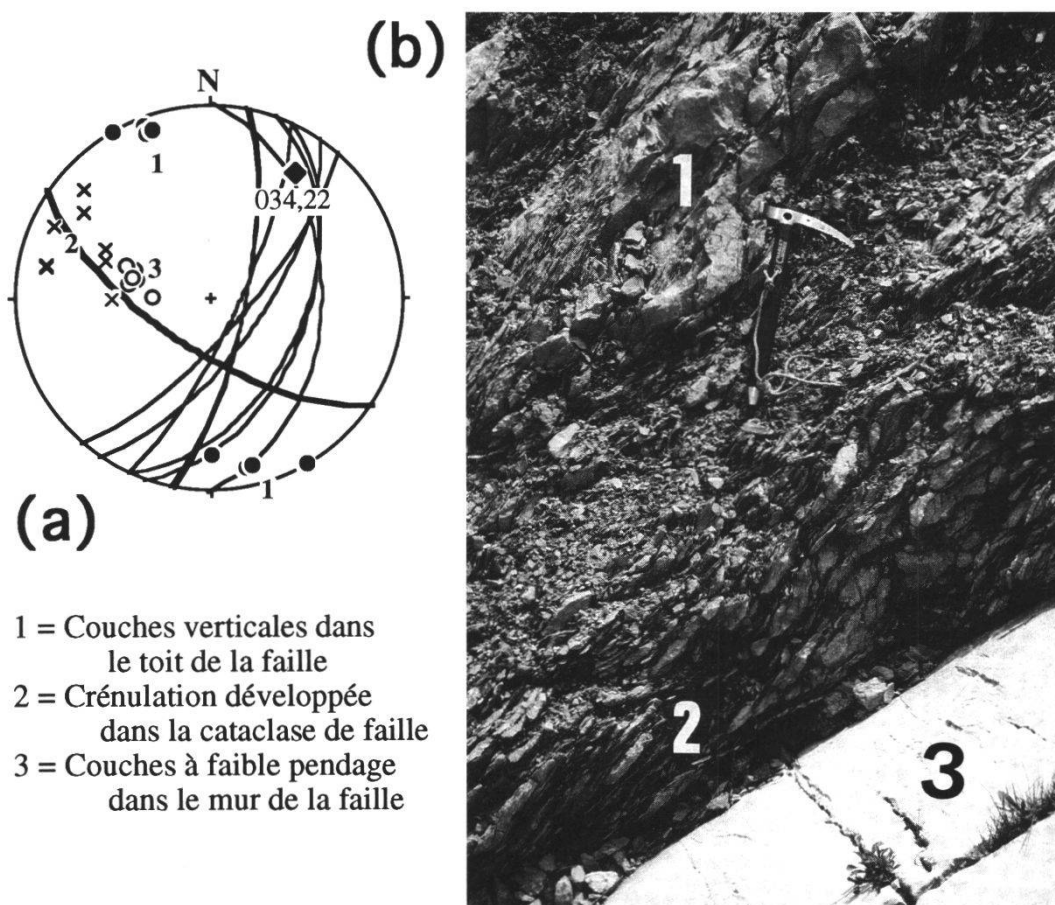 (b)
N
1
034,22
2
3
1
(a)
1 = Couches verticales dans
le toit de la faille
2 = Crénulation développée
dans la cataclase de faille
3 = Couches à faible pendage
dans le mur de la faille
1
2
3